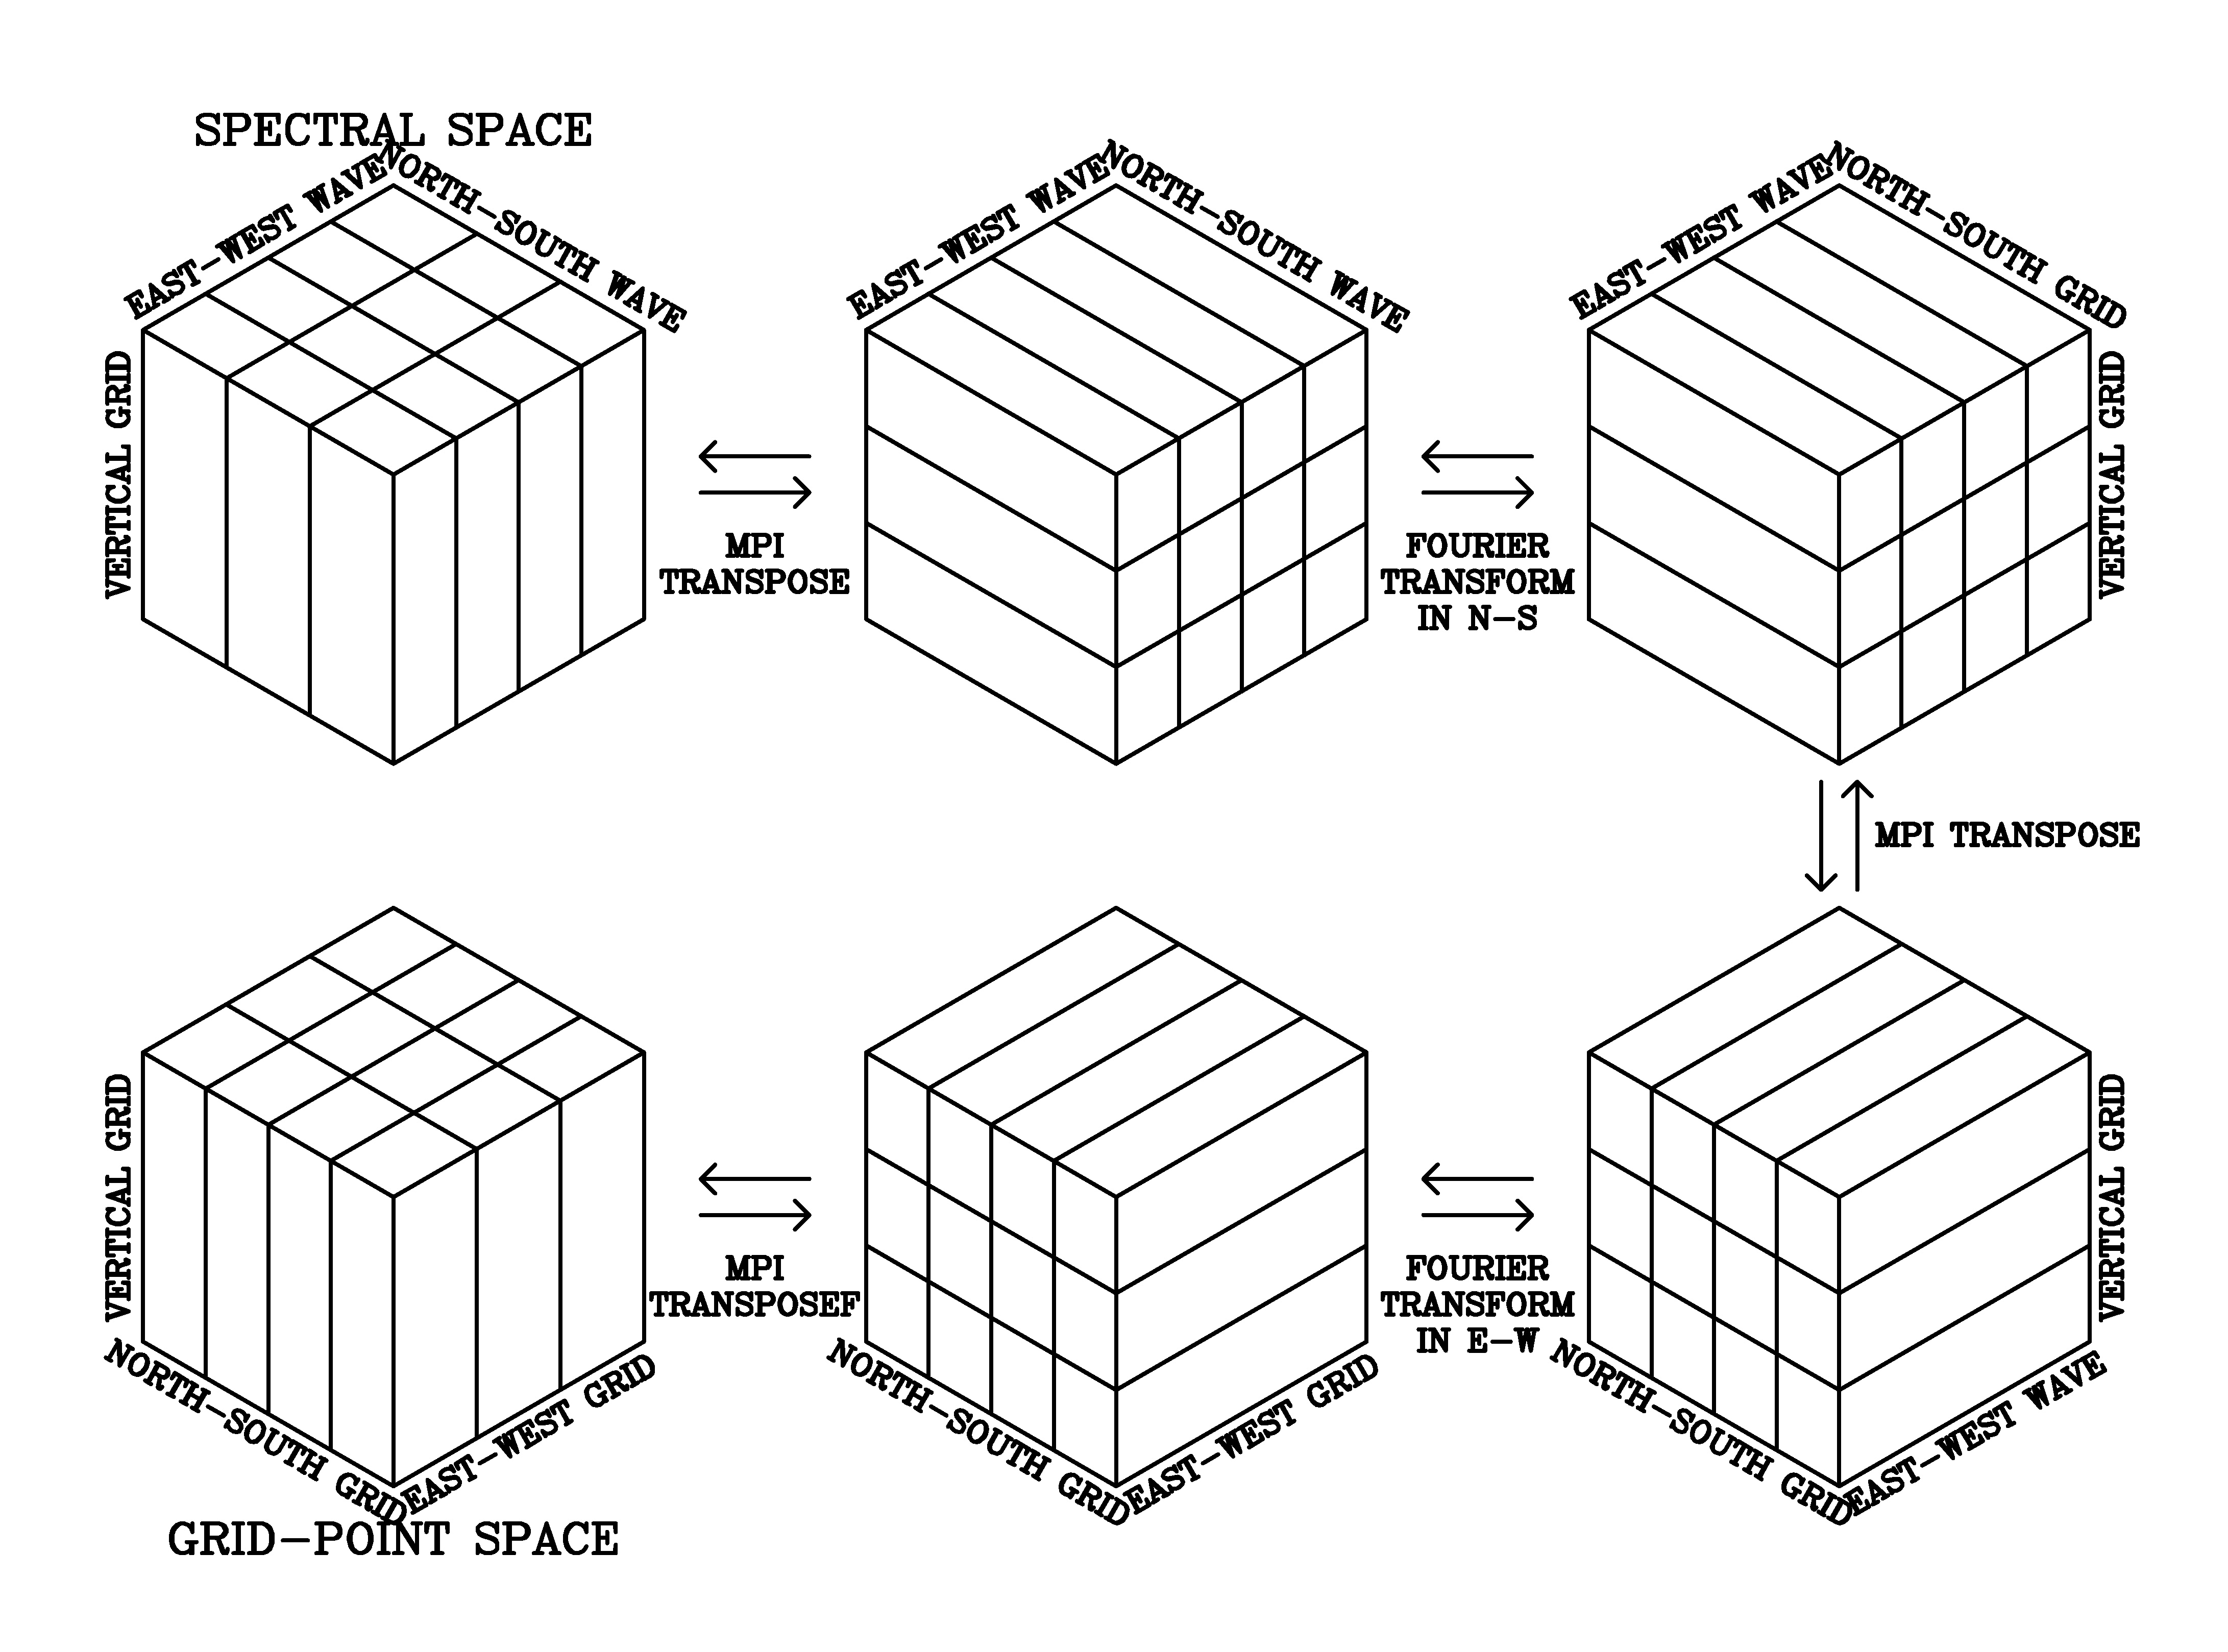 SPECTRAL SPACE
EAST-WEST WAVE
NORTH-SOUTH WAVE
VERTICAL GRID
MPI
TRANSPOSE
EAST-WEST WAVE
NORTH-SOUTH WAVE
FOURIER
TRANSFORM
IN N-S
EAST-WEST WAVE
NORTH-SOUTH GRID
VERTICAL GRID
MPI TRANSPOSE
VERTICAL GRID
NORTH-SOUTH GRID
EAST-WEST GRID
GRID-POINT SPACE
MPI
TRANSPOSEF
NORTH-SOUTH GRID
EAST-WEST GRID
FOURIER
TRANSFORM
IN E-W
NORTH-SOUTH GRID
EAST-WEST WAVE
VERTICAL GRID